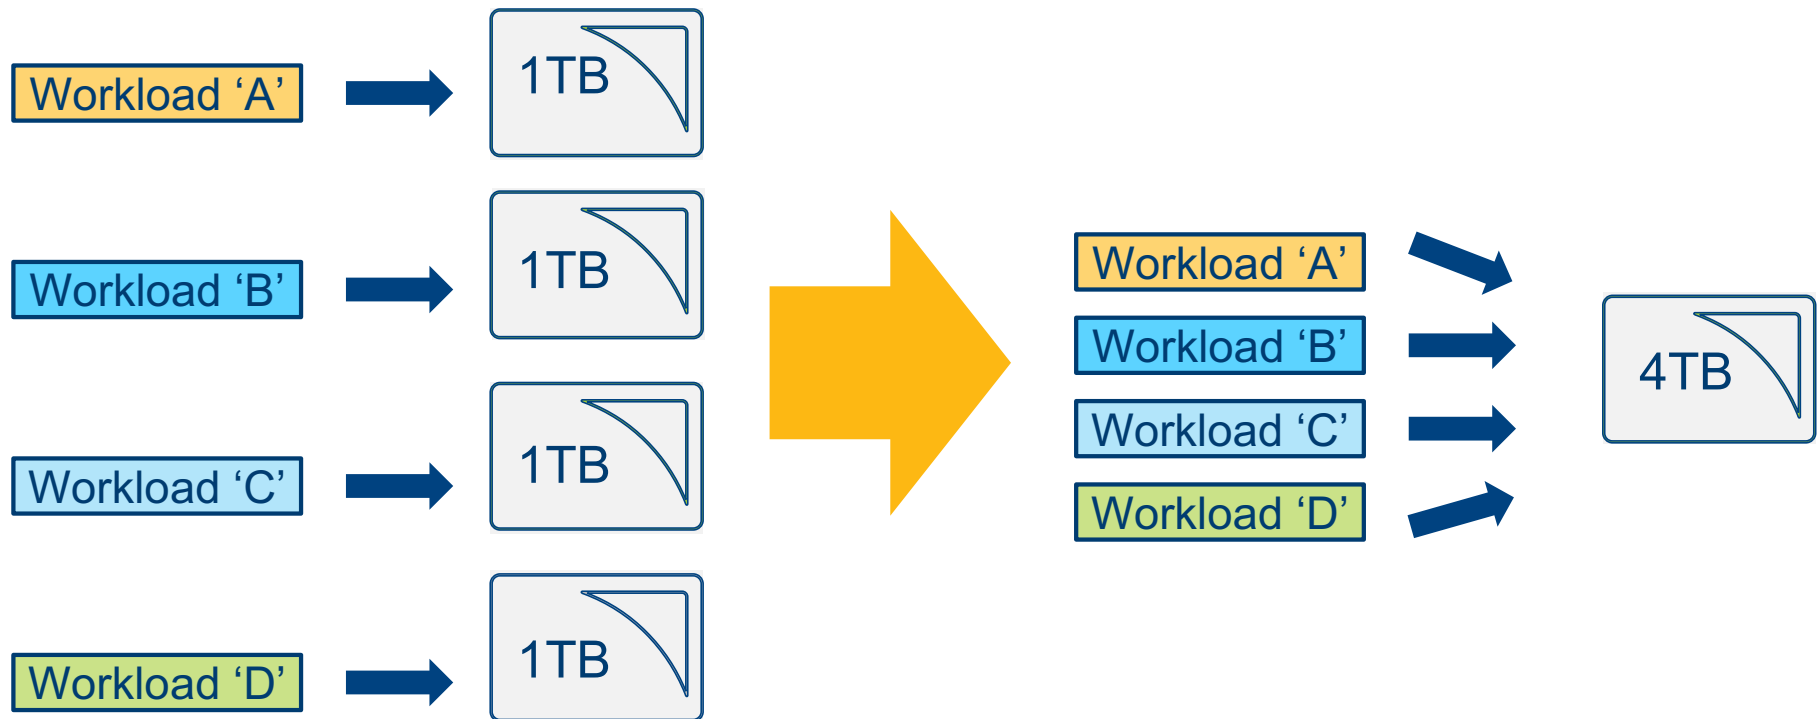 Workload ‘A’
1TB
Workload ‘B’
1TB
Workload ‘C’
1TB
Workload ‘D’
1TB
Workload ‘A’
Workload ‘B’
Workload ‘C’
Workload ‘D’
4TB